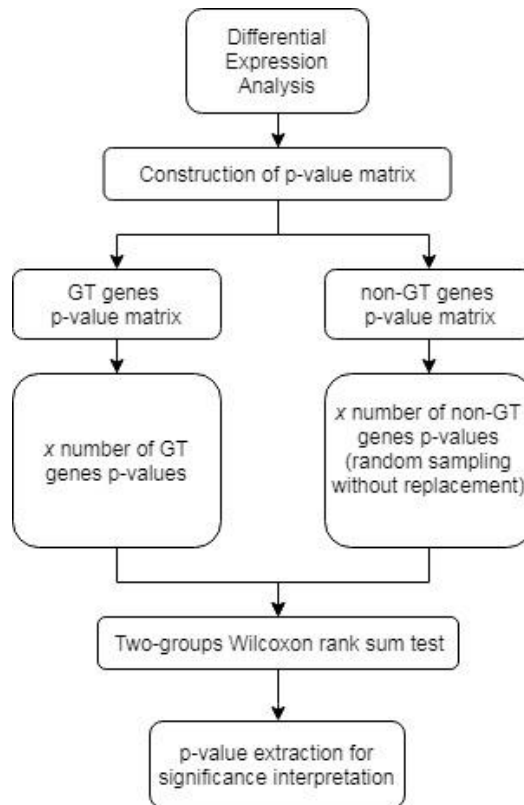 Differential
Expression
Analysis
Construction of p-value matrix
GT genes
p-value matrix
non-GT genes
p-value matrix
x number of GT
genes p-values
x number of non-GT
genes p-values
(random sampling
without replacement)
Two-groups Wilcoxon rank sum test
p-value extraction for
significance interpretation